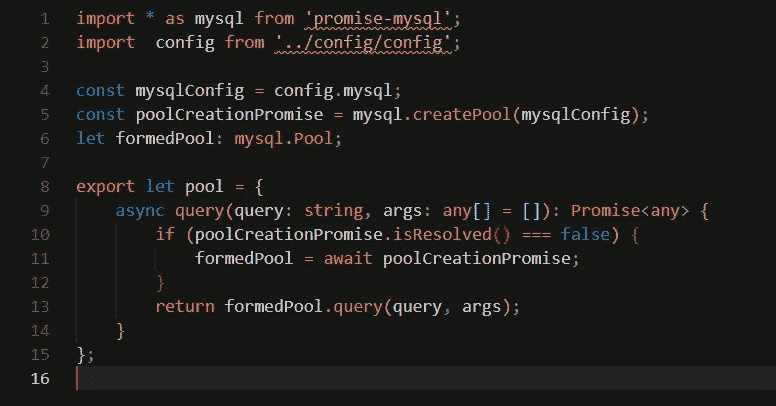 1 import * as mysql from 'promise-mysql';
2 import  config from '../config/config';
3
4 const mysqlConfig = config.mysql;
5 const poolCreationPromise = mysql.createPool(mysqlConfig);
6 let formedPool: mysql.Pool;
7
8 export let pool = {
9     async query(query: string, args: any[] = []): Promise<any> {
10         if (poolCreationPromise.isResolved() === false) {
11             formedPool = await poolCreationPromise;
12         }
13         return formedPool.query(query, args);
14     }
15 };
16